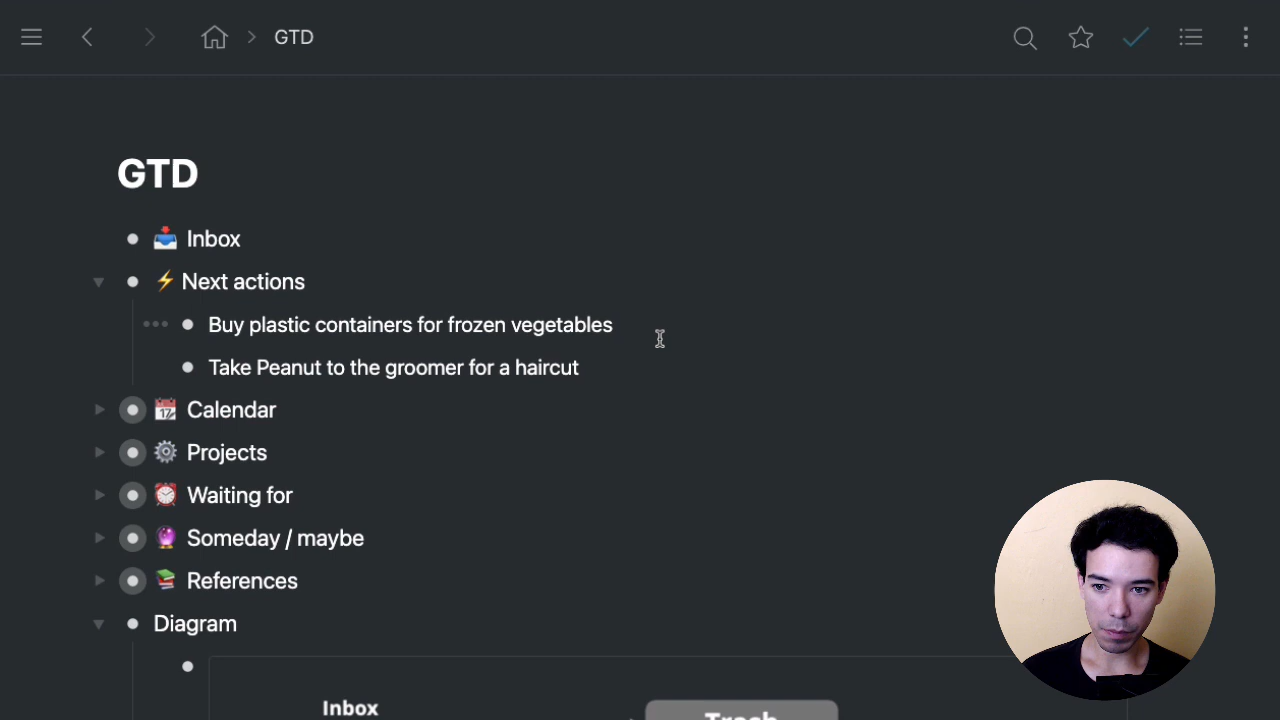 GTD
GTD
Inbox
Next actions
Buy plastic containers for frozen vegetables
Take Peanut to the groomer for a haircut
Calendar
Projects
Waiting for
Someday / maybe
References
Diagram
Inbox
Trash